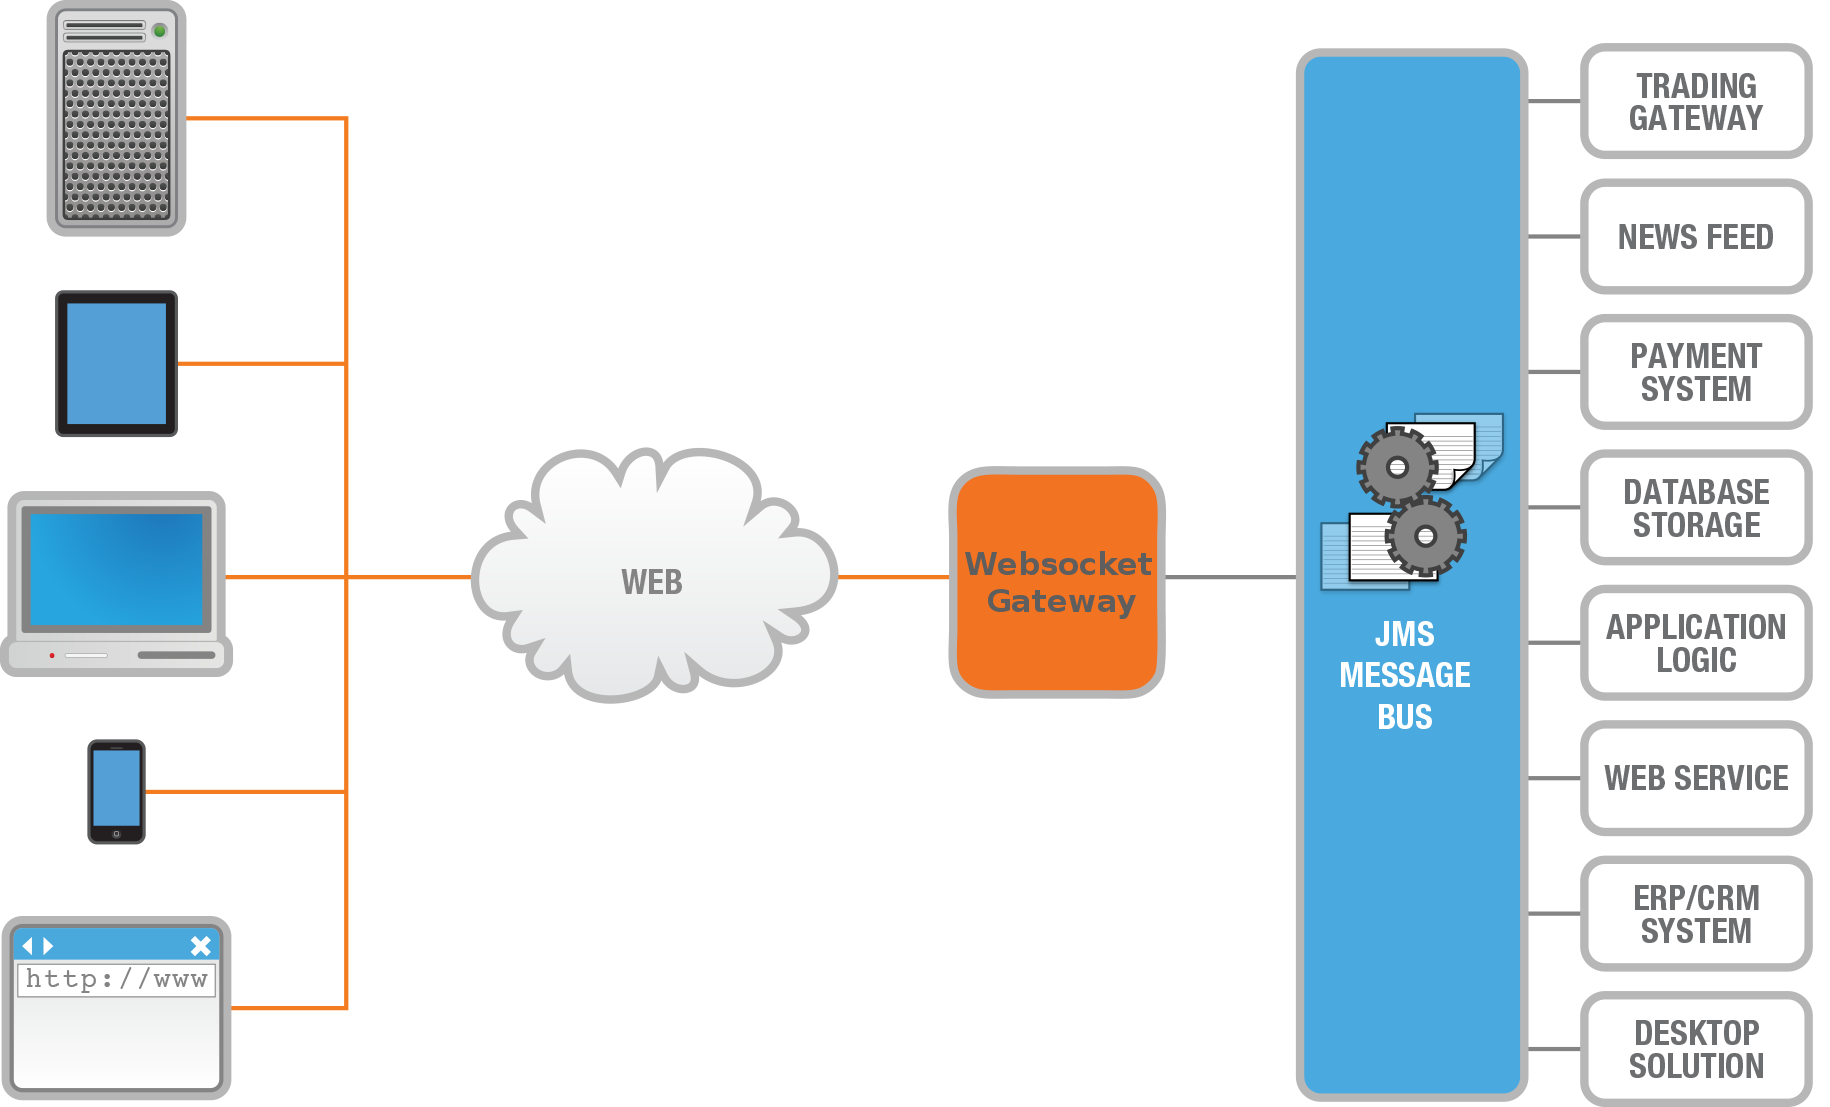 http://www
WEB
Websocket
Gateway
JMS
MESSAGE
BUS
TRADING
GATEWAY
NEWS FEED
PAYMENT
SYSTEM
DATABASE
STORAGE
APPLICATION
LOGIC
WEB SERVICE
ERP/CRM
SYSTEM
DESKTOP
SOLUTION